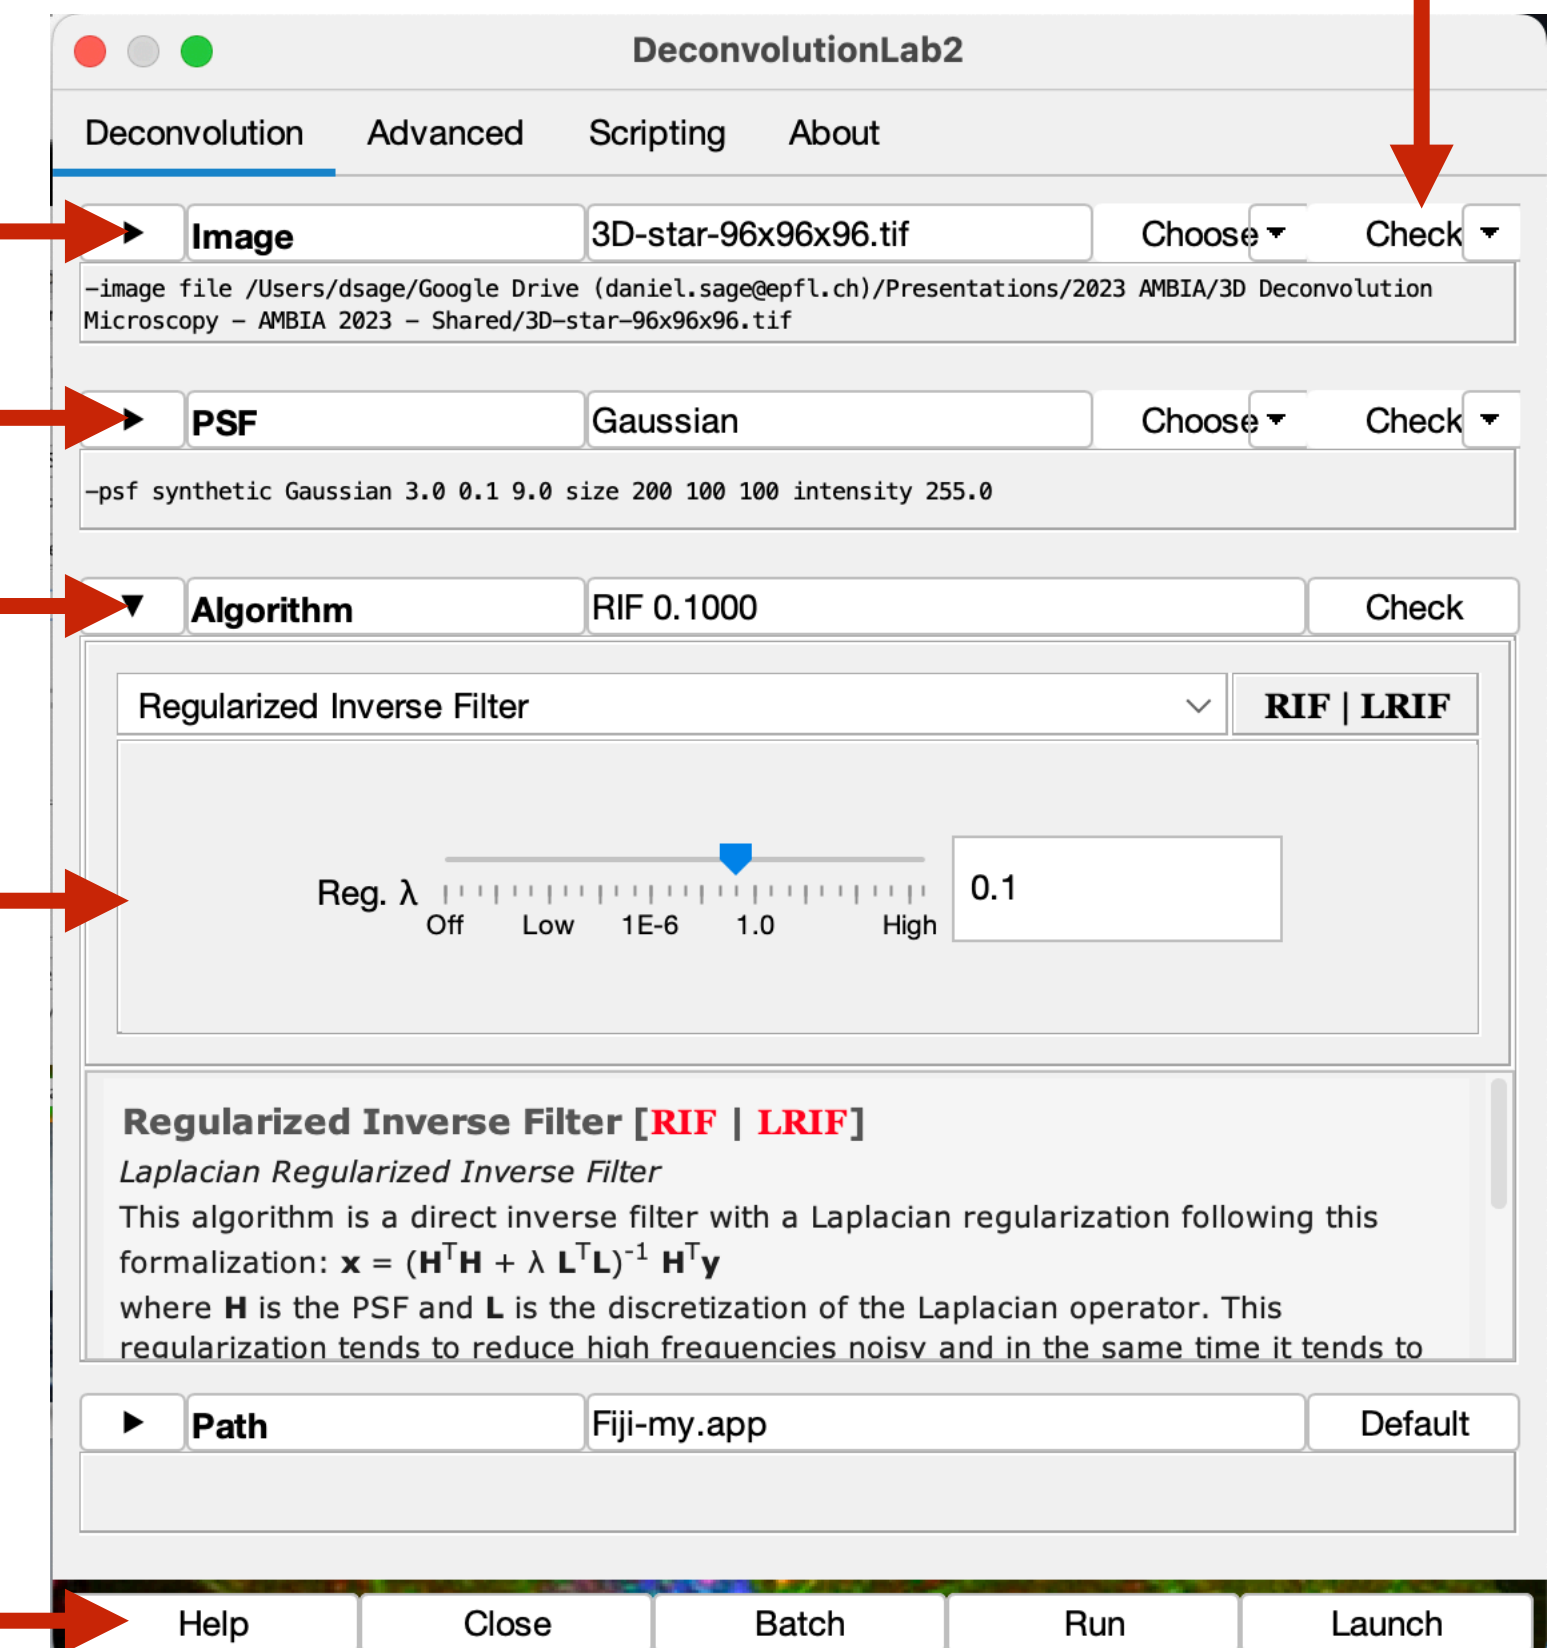 DeconvolutionLab2
Deconvolution Advanced Scripting About
Image 3D-star-96x96x96.tif Choose Check
-image file /Users/dsage/Google Drive (daniel.sage@epfl.ch)/Presentations/2023 AMBIA/3D Deconvolution
Microscopy - AMBIA 2023 - Shared/3D-star-96x96x96.tif
PSF Gaussian Choose Check
-psf synthetic Gaussian 3.0 0.1 9.0 size 200 100 100 intensity 255.0
Algorithm RIF 0.1000 Check
Regularized Inverse Filter RIF | LRIF
Reg. λ 0.1
Off Low 1E-6 1.0 High
Regularized Inverse Filter [RIF | LRIF]
Laplacian Regularized Inverse Filter
This algorithm is a direct inverse filter with a Laplacian regularization following this
formalization: x = (HᵀH + λ LᵀL)⁻¹ Hᵀy
where H is the PSF and L is the discretization of the Laplacian operator. This
regularization tends to reduce high frequencies noisy and in the same time it tends to
Path Fiji-my.app Default
Help Close Batch Run Launch